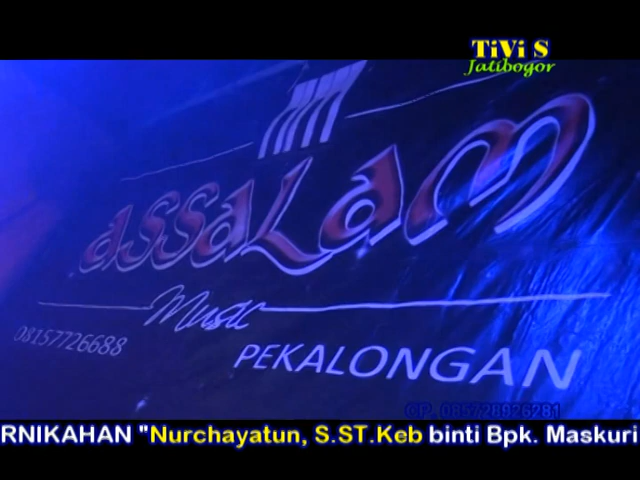 TiVi S
Jatibogor
assalam
Music
08157726688
PEKALONGAN
CP. 085728926281
RNIKAHAN "Nurchayatun, S.ST.Keb binti Bpk. Maskuri